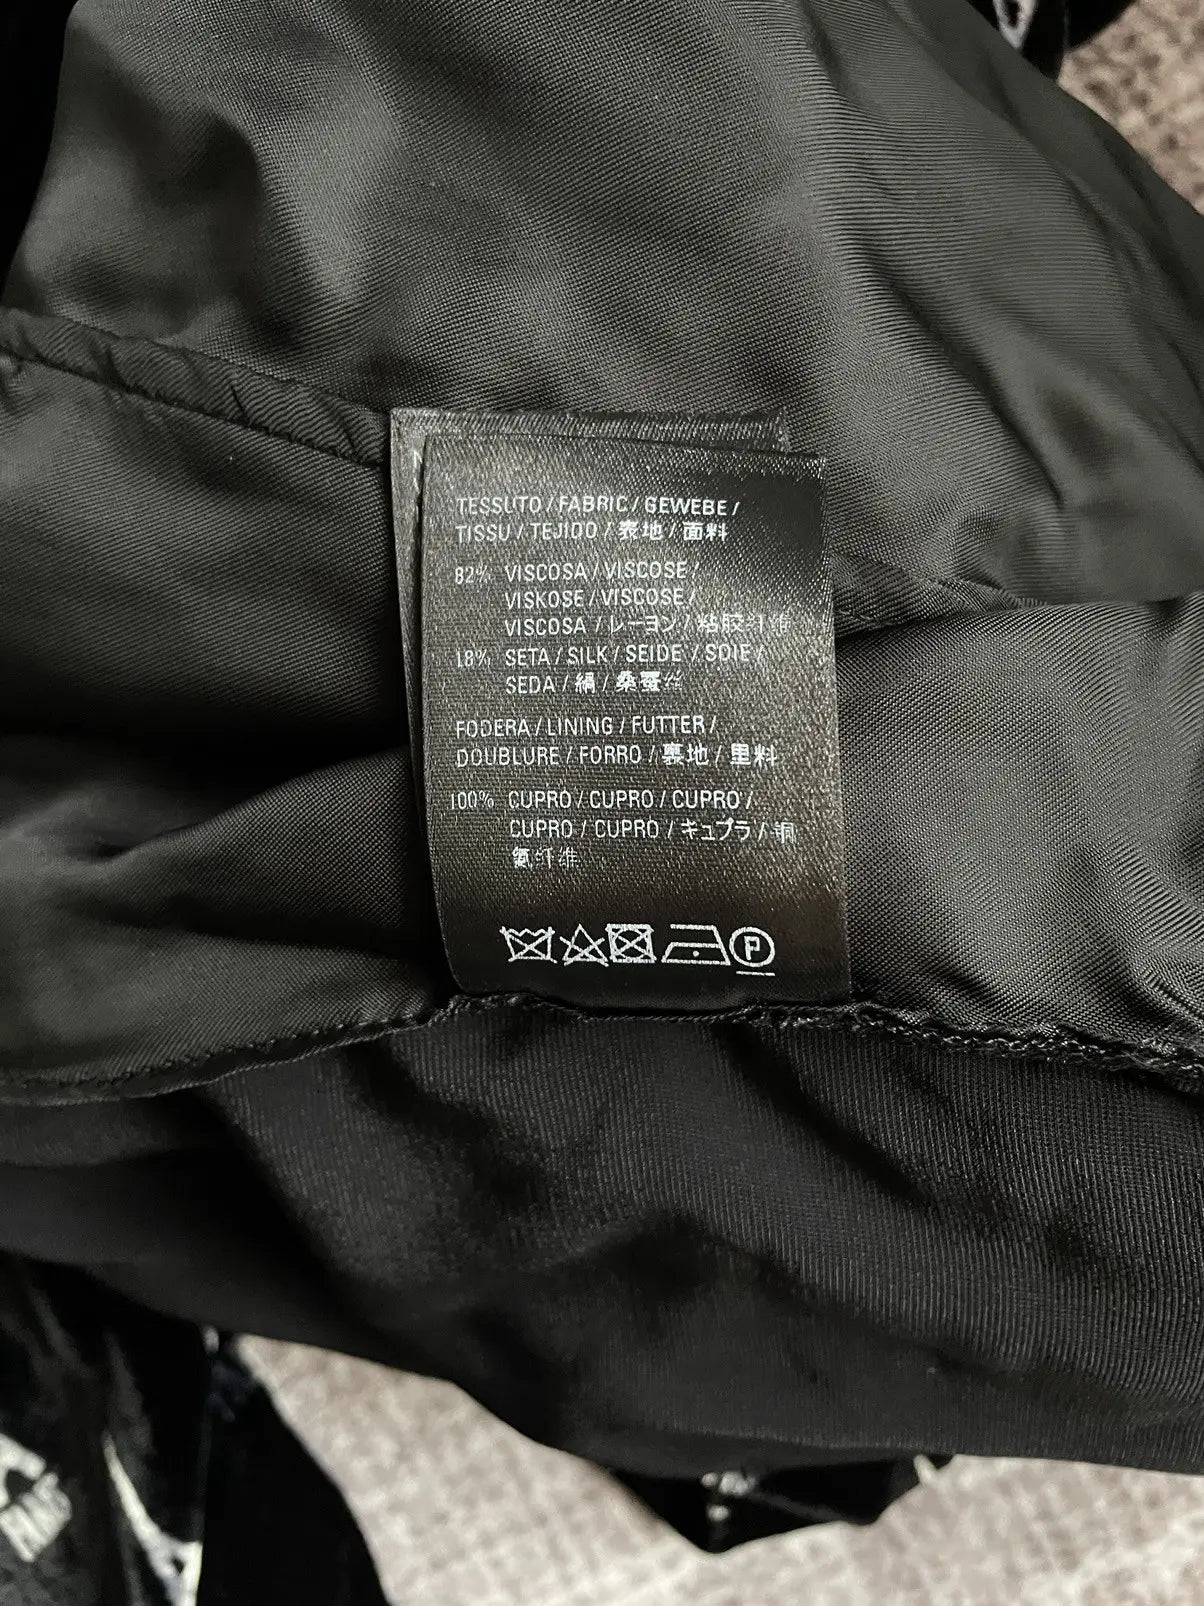 TESSUTO / FABRIC / GEWEBE /
TISSU / TEJIDO / 表地 / 面料
82% VISCOSA / VISCOSE /
VISKOSE / VISCOSE /
VISCOSA / レーヨン / 粘胶纤维
18% SETA / SILK / SEIDE / SOIE /
SEDA / 絹 / 桑蚕丝
FODERA / LINING / FUTTER /
DOUBLURE / FORRO / 裏地 / 里料
100% CUPRO / CUPRO / CUPRO /
CUPRO / CUPRO / キュプラ / 铜
氨纤维
P